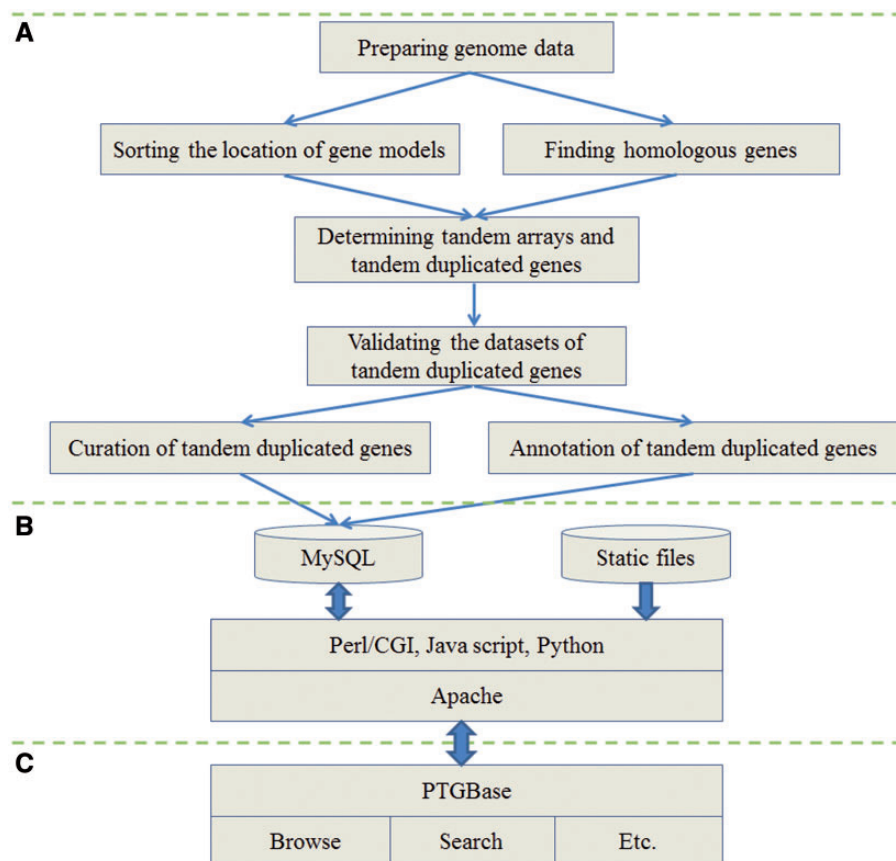 A
Preparing genome data
Sorting the location of gene models
Finding homologous genes
Determining tandem arrays and
tandem duplicated genes
Validating the datasets of
tandem duplicated genes
Curation of tandem duplicated genes
Annotation of tandem duplicated genes
B
MySQL
Static files
Perl/CGI, Java script, Python
Apache
C
PTGBase
Browse
Search
Etc.